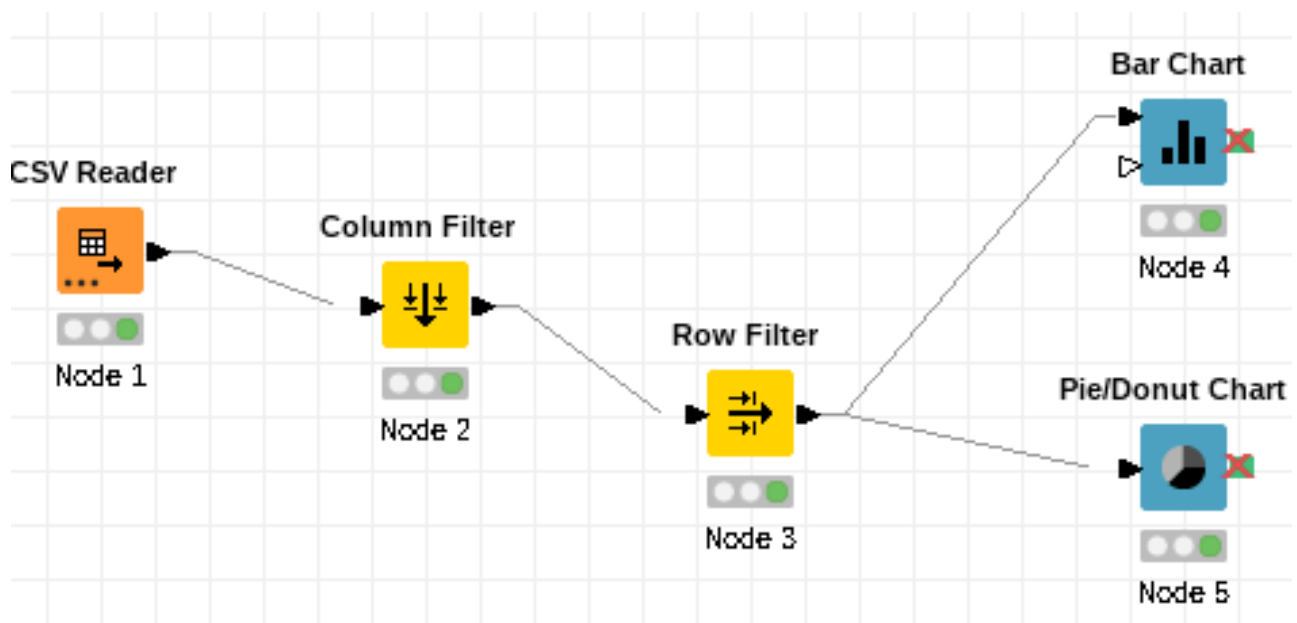 Bar Chart
CSV Reader
Node 4
Column Filter
Node 1
Row Filter
Node 2
Pie/Donut Chart
Node 3
Node 5